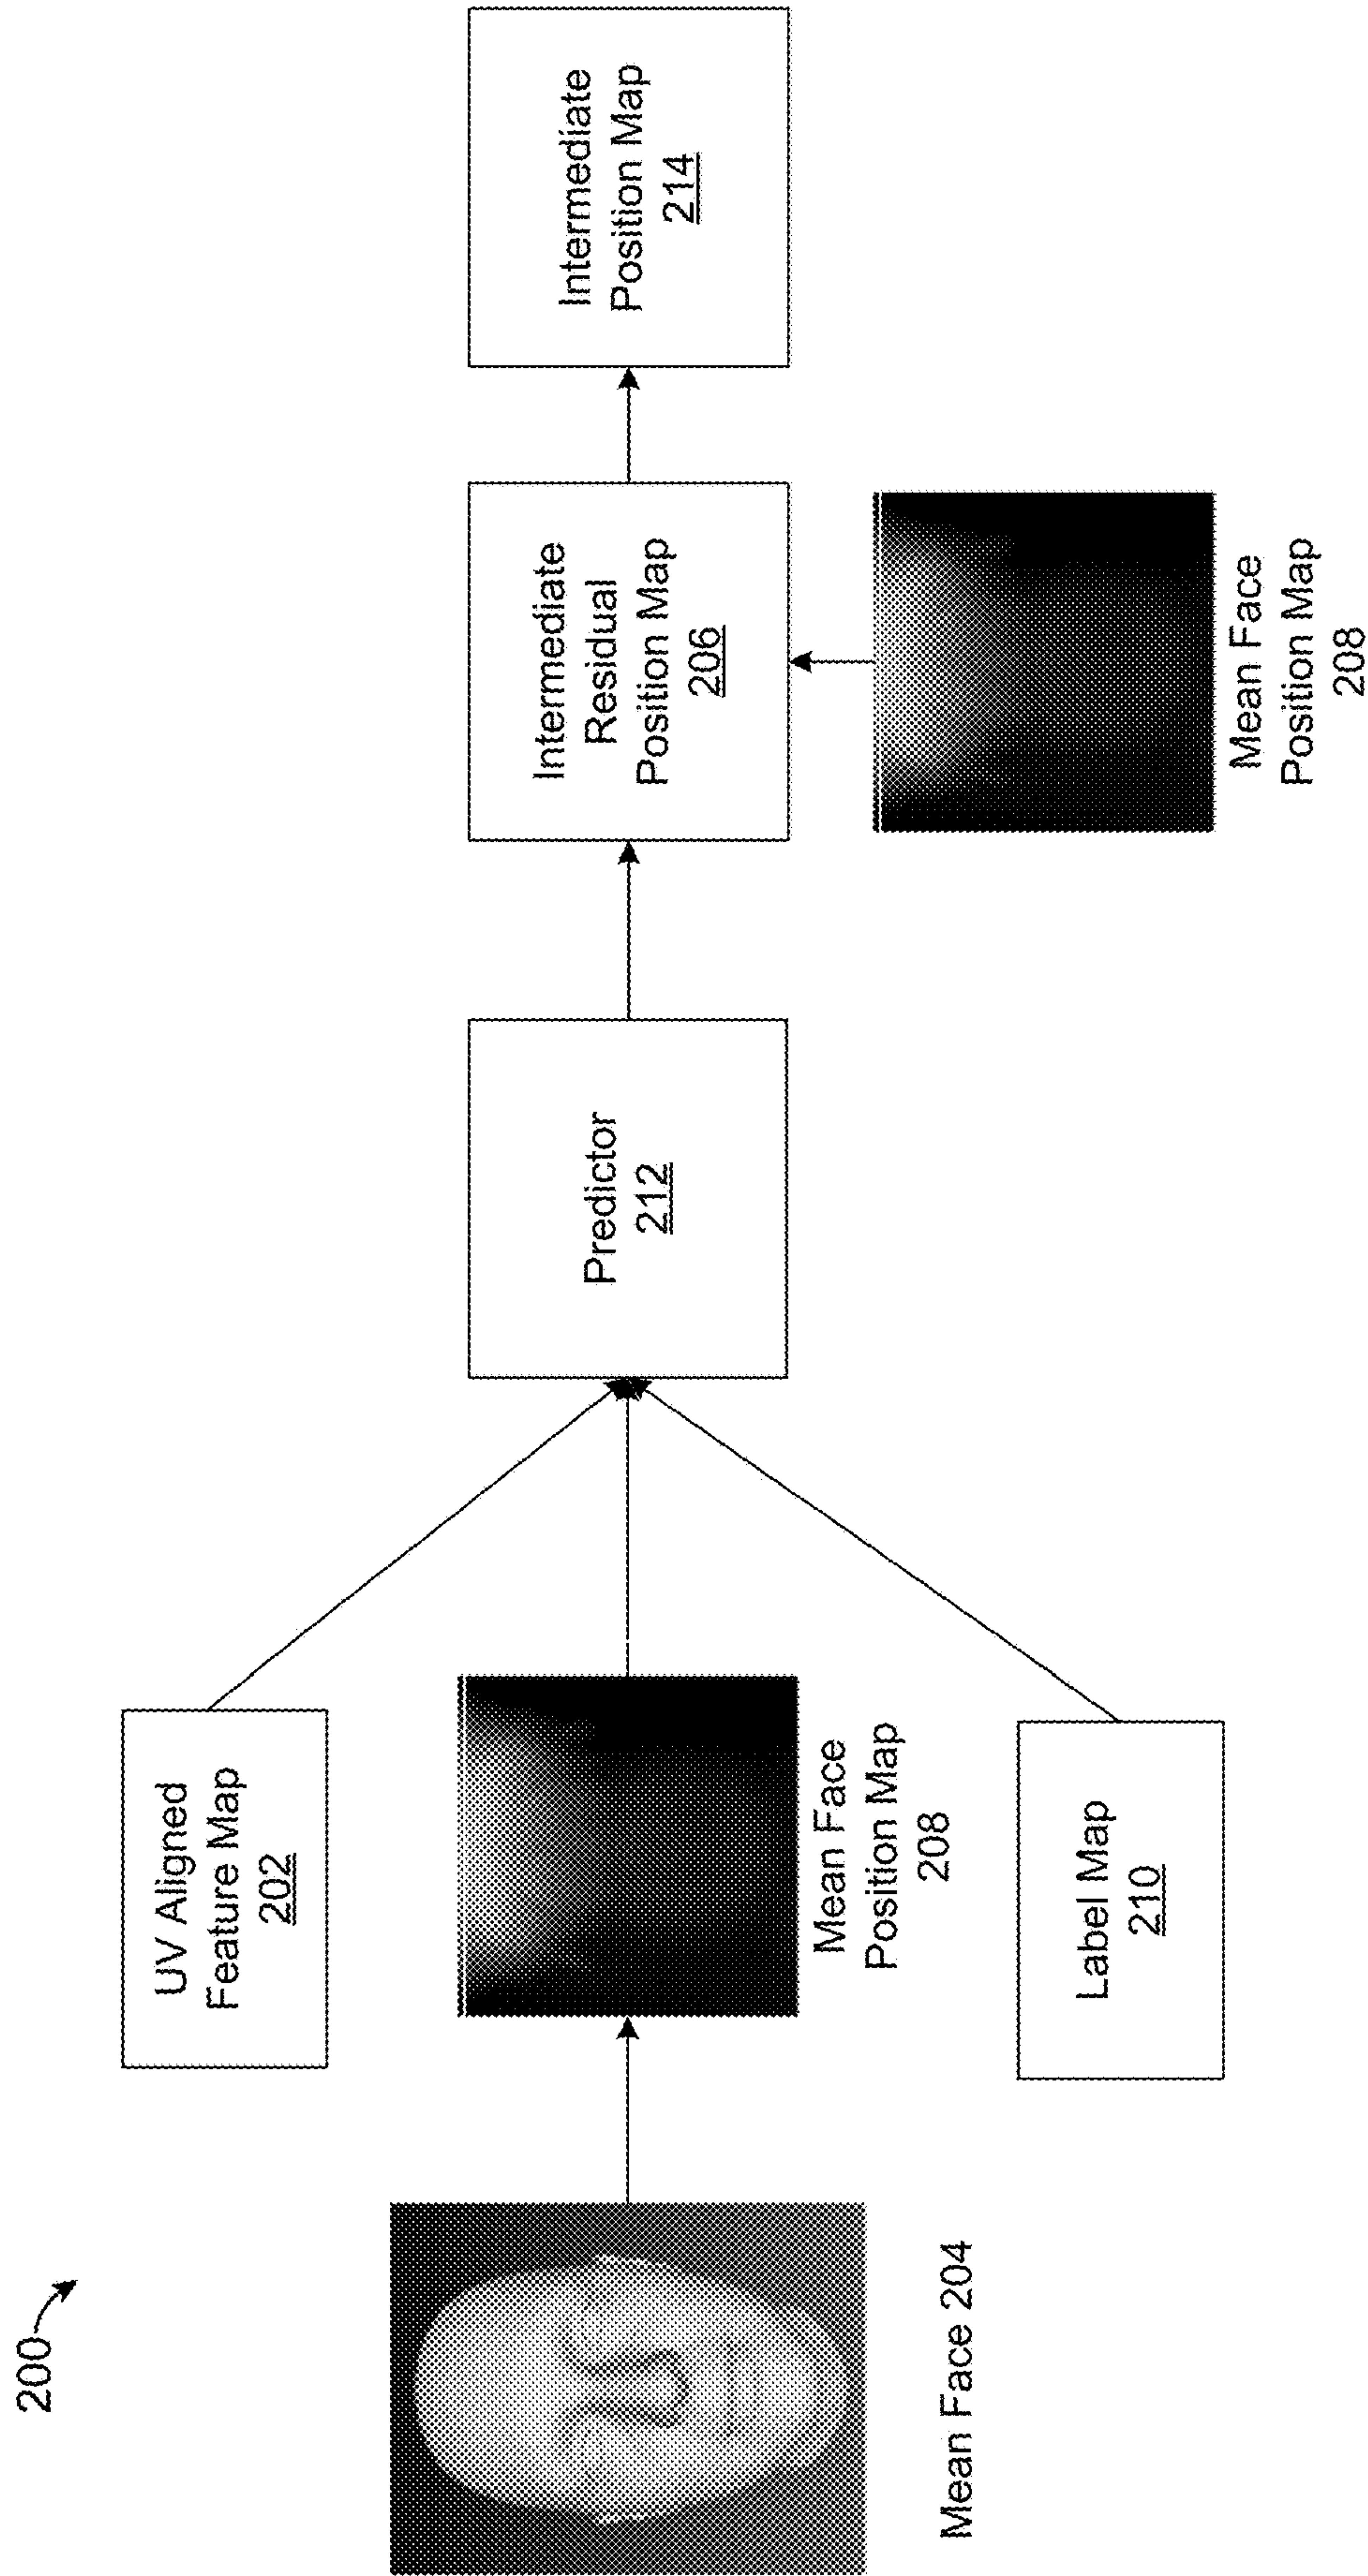 200
Mean Face 204
UV Aligned
Feature Map
202
Mean Face
Position Map
208
Label Map
210
Predictor
212
Intermediate
Residual
Position Map
206
Mean Face
Position Map
208
Intermediate
Position Map
214